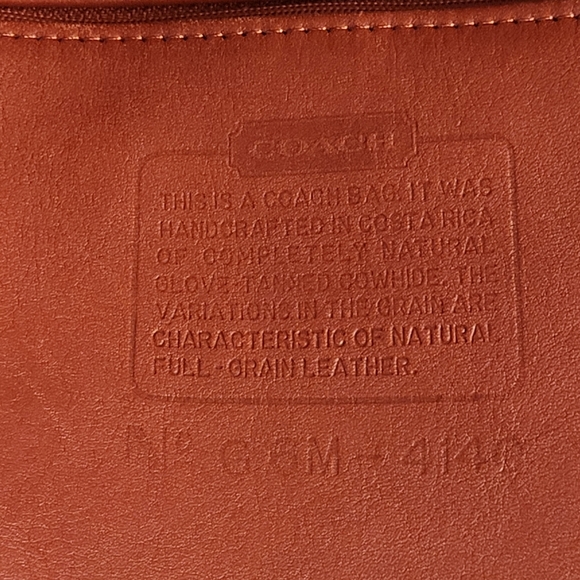 COACH
THIS IS A COACH BAG. IT WAS
HANDCRAFTED IN COSTA RICA
OF COMPLETELY NATURAL
GLOVE-TANNED COWHIDE. THE
VARIATIONS IN THE GRAIN ARE
CHARACTERISTIC OF NATURAL
FULL-GRAIN LEATHER.
Nº